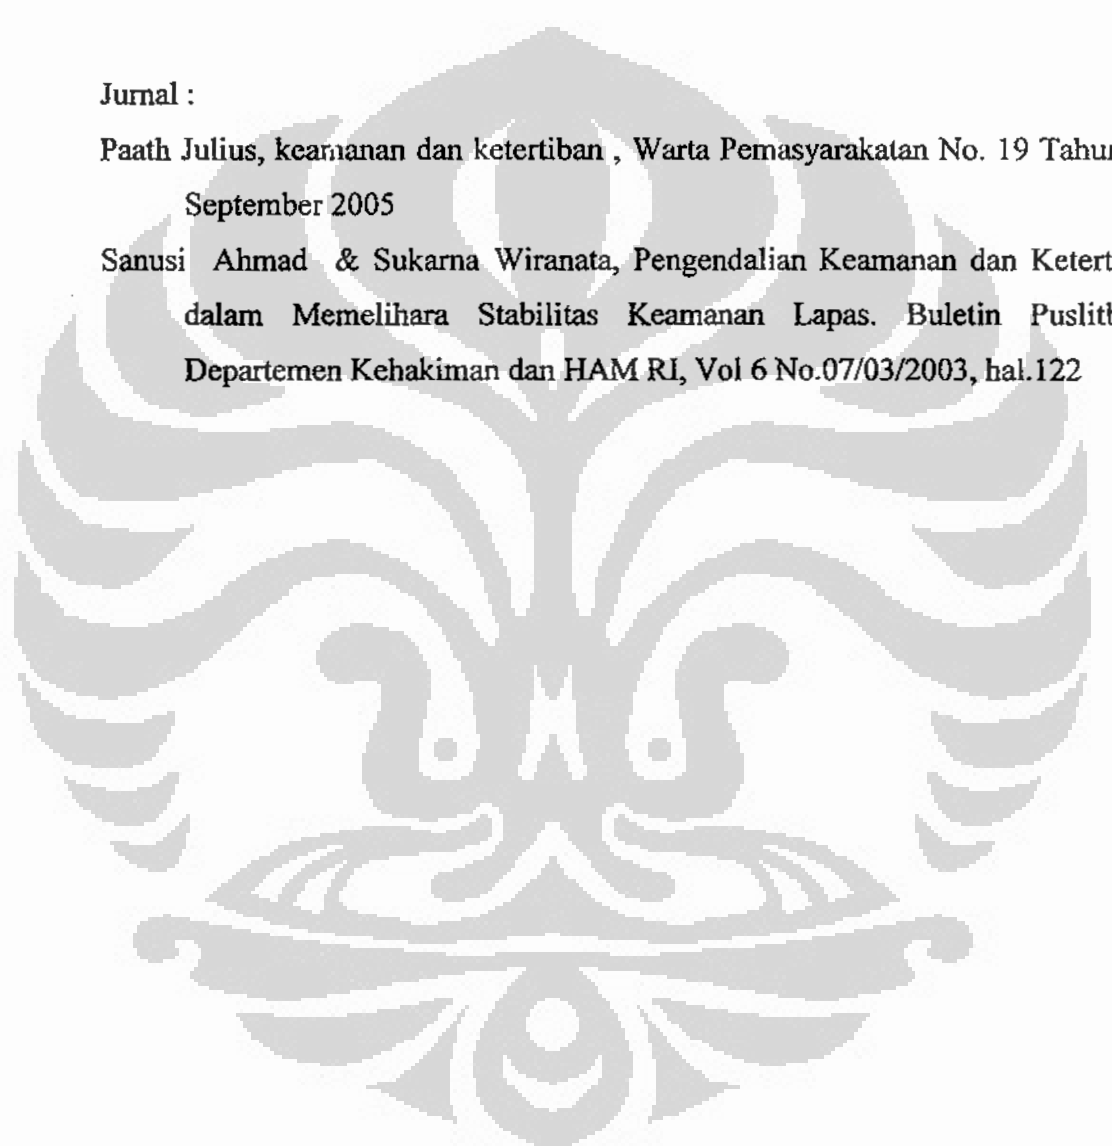 Jurnal :
Paath Julius, keamanan dan ketertiban , Warta Pemasyarakatan No. 19 Tahun
September 2005
Sanusi Ahmad & Sukarna Wiranata, Pengendalian Keamanan dan Ketert
dalam Memelihara Stabilitas Keamanan Lapas. Buletin Puslitb
Departemen Kehakiman dan HAM RI, Vol 6 No.07/03/2003, hal.122